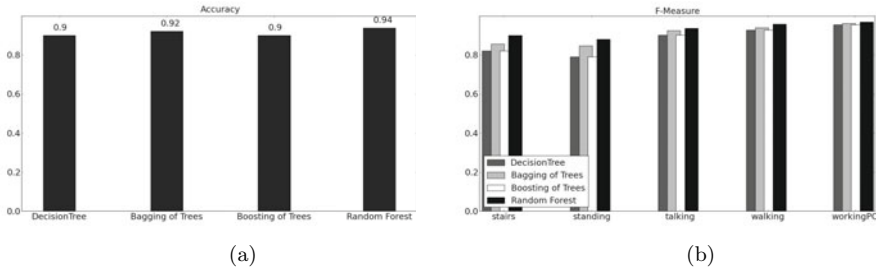 Accuracy
0.9
0.92
0.9
0.94
0.8
0.6
0.4
0.2
0.0
DecisionTree
Bagging of Trees
Boosting of Trees
Random Forest
(a)
F-Measure
0.8
0.6
0.4
0.2
0.0
DecisionTree
Bagging of Trees
Boosting of Trees
Random Forest
stairs
standing
talking
walking
workingPC
(b)